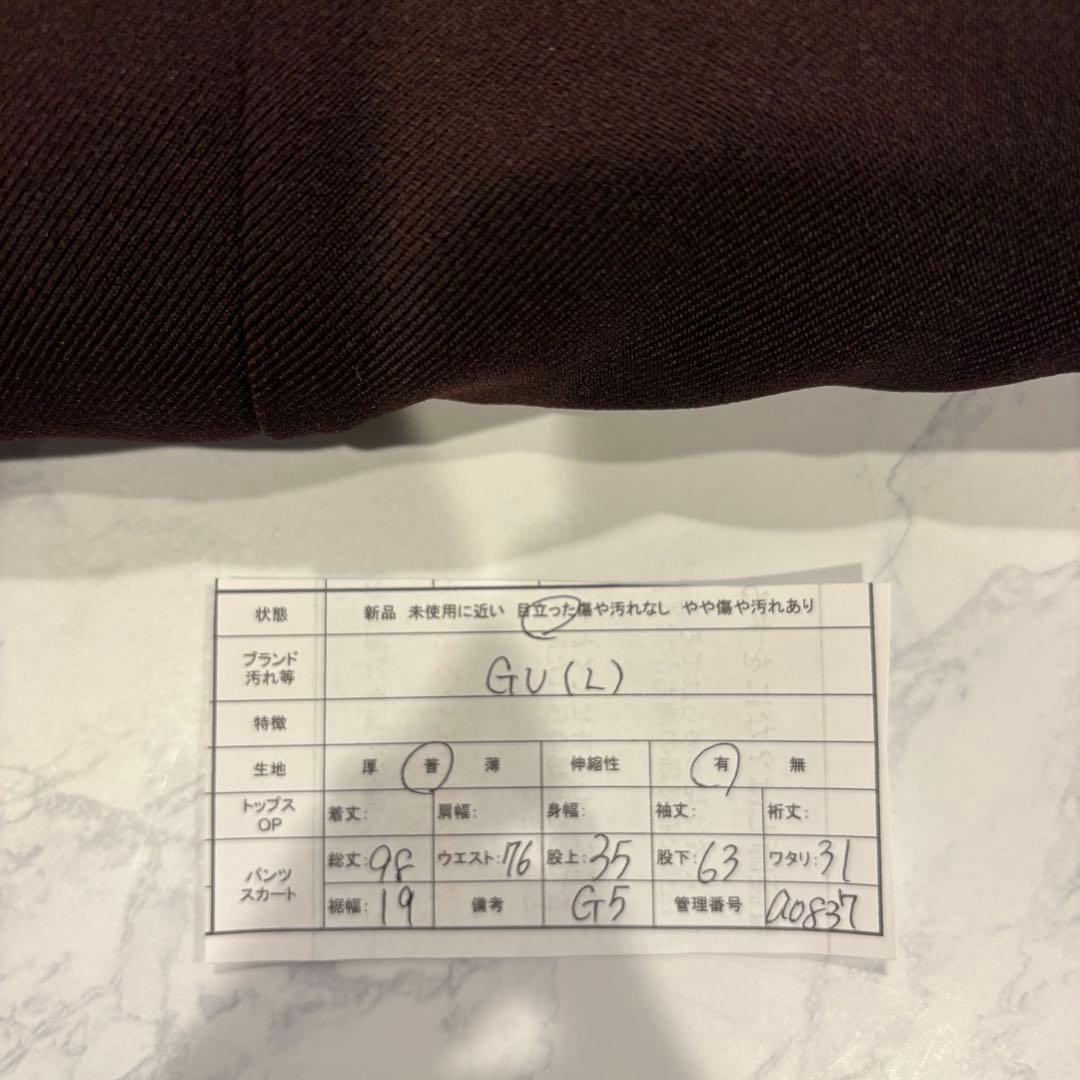 状態 新品 未使用に近い 目立った傷や汚れなし やや傷や汚れあり
ブランド
汚れ等
GU(L)
特徴
生地 厚 普 薄 伸縮性 有 無
トップス
OP
着丈: 肩幅: 身幅: 袖丈: 裄丈:
パンツ
スカート
総丈:98 ウエスト:76 股上:35 股下:63 ワタリ:31
裾幅:19 備考 G5 管理番号 a0837